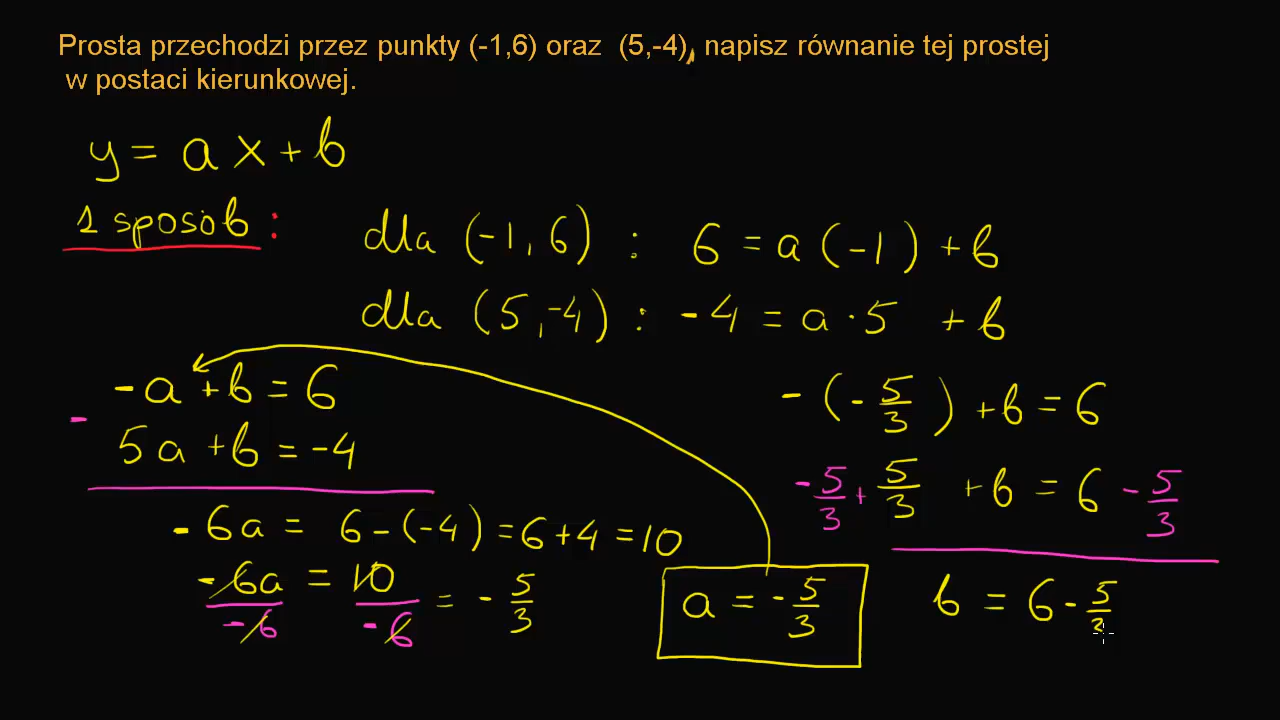 Prosta przechodzi przez punkty (-1,6) oraz (5,-4), napisz równanie tej prostej
w postaci kierunkowej.
y = ax + b
1 sposób :
dla (-1, 6) : 6 = a(-1) + b
dla (5,-4) : -4 = a·5 + b
-a + b = 6
- 5a + b = -4
-6a = 6-(-4) = 6+4 = 10
-6a/-6 = 10/-6 = -5/3
a = -5/3
-(-5/3) + b = 6
-5/3 + 5/3 + b = 6 - 5/3
b = 6 - 5/3